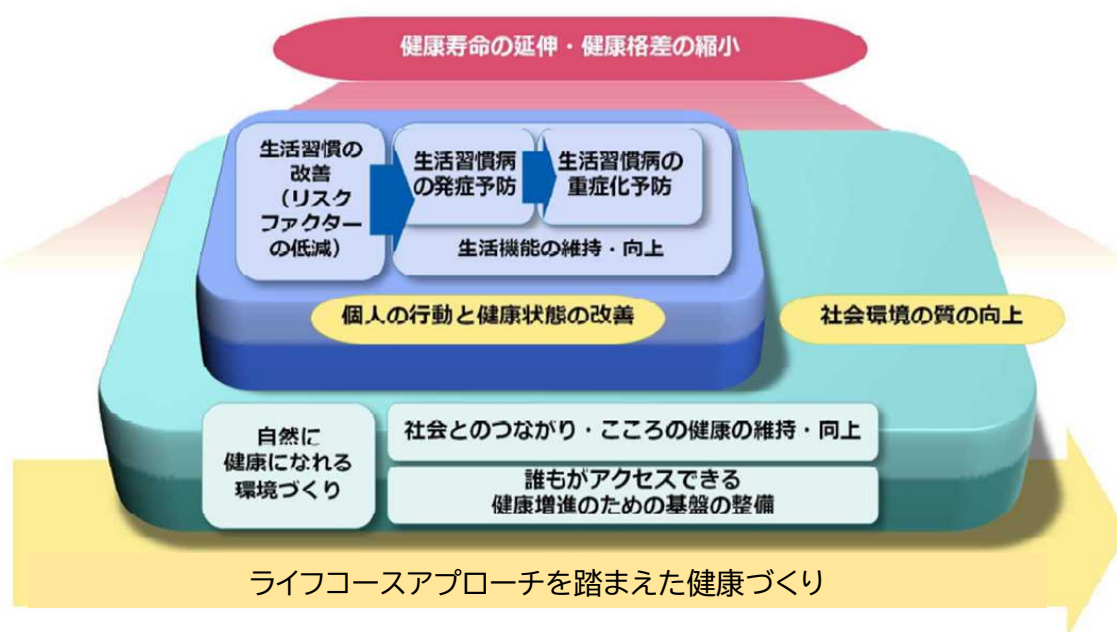 健康寿命の延伸・健康格差の縮小
生活習慣の
改善
（リスク
ファクター
の低減）
生活習慣病
の発症予防
生活習慣病の
重症化予防
生活機能の維持・向上
個人の行動と健康状態の改善
社会環境の質の向上
自然に
健康になれる
環境づくり
社会とのつながり・こころの健康の維持・向上
誰もがアクセスできる
健康増進のための基盤の整備
ライフコースアプローチを踏まえた健康づくり